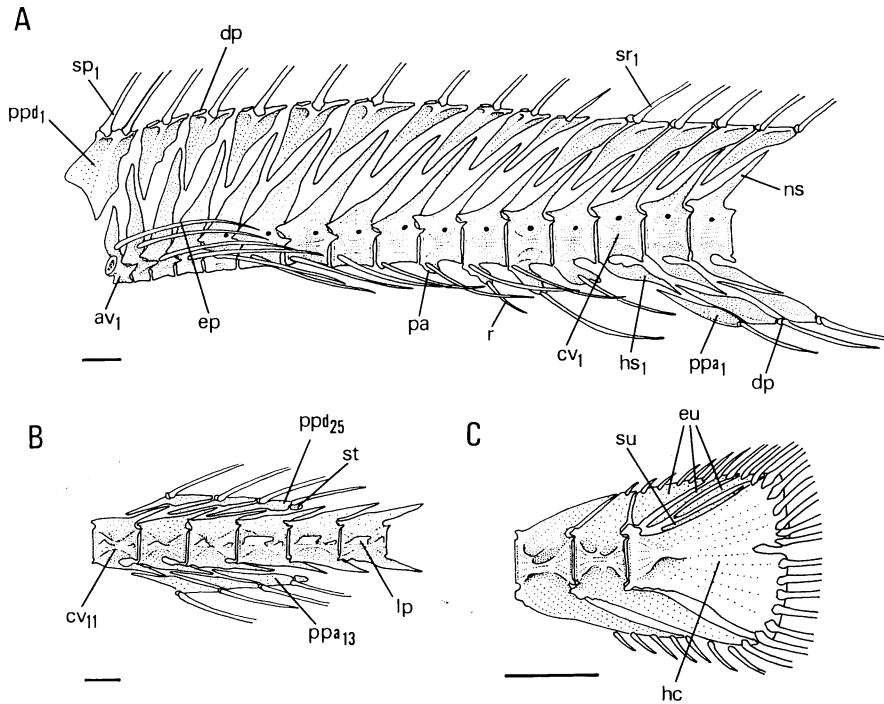 A
sp1
dp
sr1
ppd1
ns
av1
ep
pa
r
cv1
hs1
ppa1
dp
B
ppd25
st
cv11
ppa13
lp
C
eu
su
hc